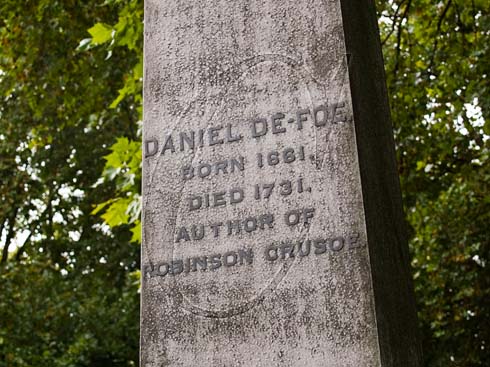 DANIEL DE-FOE.
BORN 1661.
DIED 1731.
AUTHOR OF
ROBINSON CRUSOE